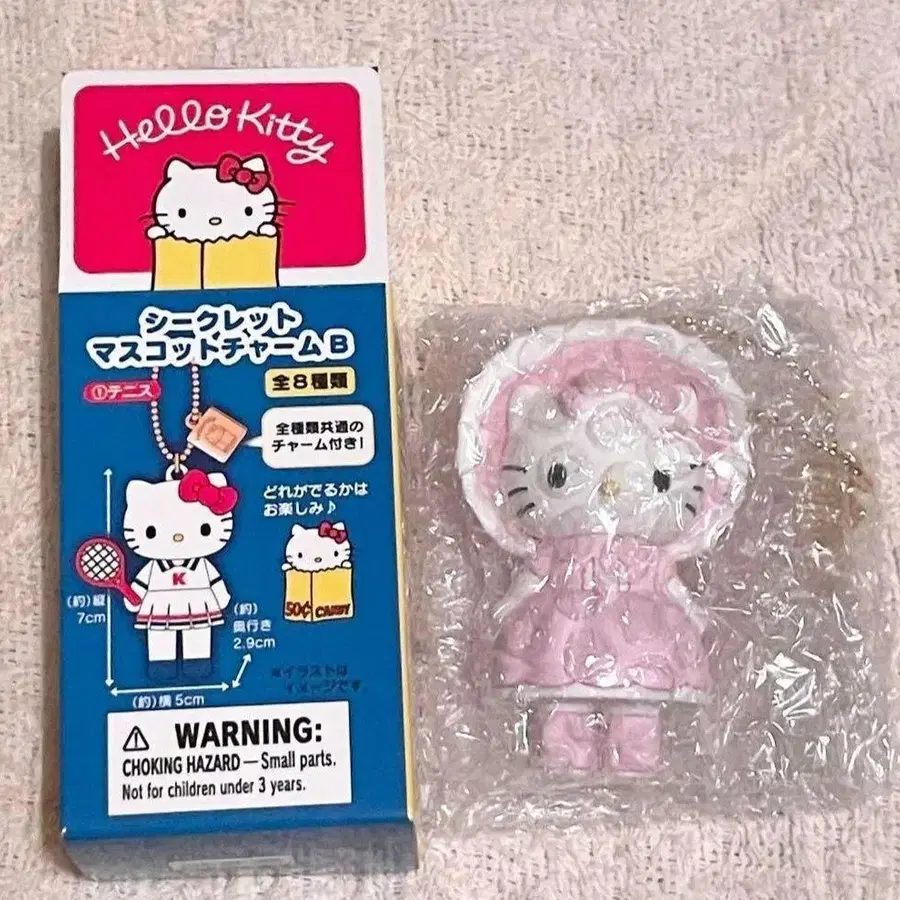 Hello Kitty
シークレット
マスコットチャームB
①テニス
全8種類
全種類共通の
チャーム付き!
どれがでるかは
お楽しみ♪
K
50¢ CANDY
(約)縦
7cm
(約)
奥行き
2.9cm
(約)横5cm
※イラストは
イメージです。
WARNING:
CHOKING HAZARD — Small parts.
Not for children under 3 years.